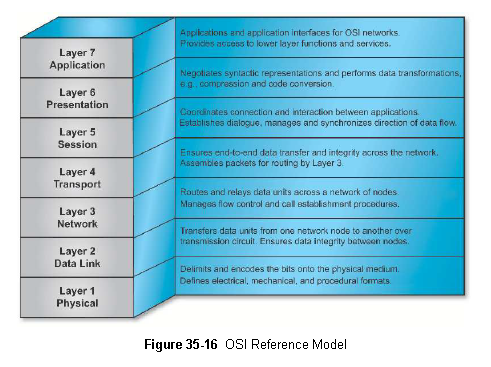 Layer 7
Application
Applications and application interfaces for OSI networks.
Provides access to lower layer functions and services.
Layer 6
Presentation
Negotiates syntactic representations and performs data transformations,
e.g., compression and code conversion.
Layer 5
Session
Coordinates connection and interaction between applications.
Establishes dialogue, manages and synchronizes direction of data flow.
Layer 4
Transport
Ensures end-to-end data transfer and integrity across the network.
Assembles packets for routing by Layer 3.
Layer 3
Network
Routes and relays data units across a network of nodes.
Manages flow control and call establishment procedures.
Layer 2
Data Link
Transfers data units from one network node to another over
transmission circuit. Ensures data integrity between nodes.
Layer 1
Physical
Delimits and encodes the bits onto the physical medium.
Defines electrical, mechanical, and procedural formats.
Figure 35-16 OSI Reference Model